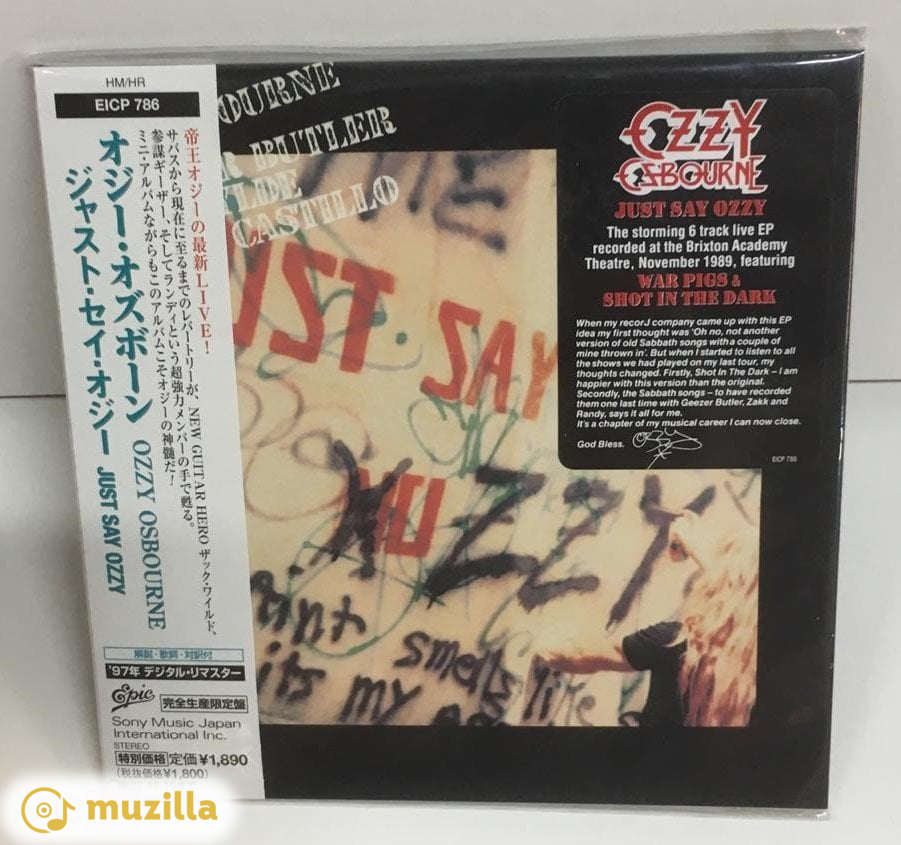 HM/HR
EICP 786
帝王オジーの最新LIVE!
サバスから現在に至るまでのレパートリーが、NEW GUITAR HERO ザック・ワイルド、
参謀ギーザー、そしてランディという超強力メンバーの手で甦る。
ミニ・アルバムながらもこのアルバムこそオジーの神髄だ!
オジー・オズボーン OZZY OSBOURNE
ジャスト・セイ・オジー JUST SAY OZZY
解説・歌詞・対訳付
'97年 デジタル・リマスター
Epic 完全生産限定盤
Sony Music Japan
International Inc.
STEREO
特別価格 定価¥1,890
(税抜価格¥1,800)
OURNE
R BUTLER
LDE
CASTILLO
UST SAY
OZZY
aint smells like
its my
OZZY
OSBOURNE
JUST SAY OZZY
The storming 6 track live EP
recorded at the Brixton Academy
Theatre, November 1989, featuring
WAR PIGS &
SHOT IN THE DARK
When my recorJ company came up with this EP
idea my first thought was 'Oh no, not another
version of old Sabbath songs with a couple of
mine thrown in'. But when I started to listen to all
the shows we had played on my last tour, my
thoughts changed. Firstly, Shot In The Dark – I am
happier with this version than the original.
Secondly, the Sabbath songs – to have recorded
them one last time with Geezer Butler, Zakk and
Randy, says it all for me.
It's a chapter of my musical career I can now close.
God Bless.
EICP 786
muzilla